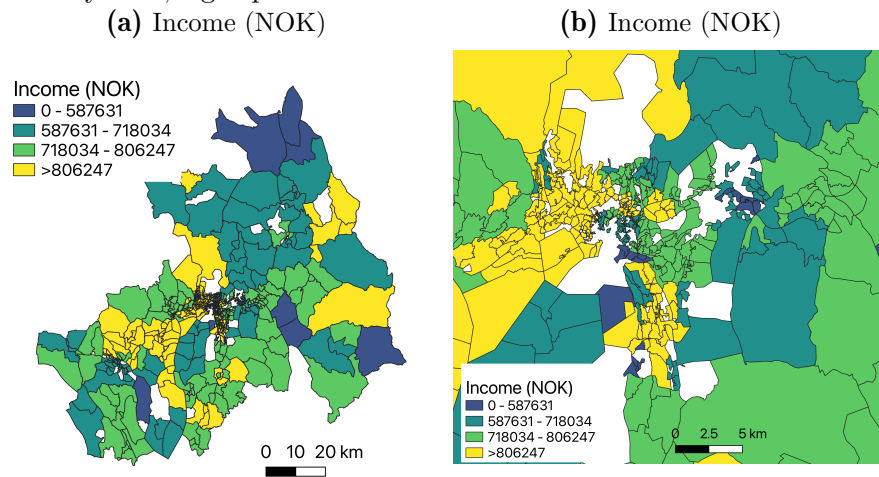 (a) Income (NOK)
Income (NOK)
0 - 587631
587631 - 718034
718034 - 806247
>806247
0 10 20 km
(b) Income (NOK)
Income (NOK)
0 - 587631
587631 - 718034
718034 - 806247
>806247
0 2.5 5 km